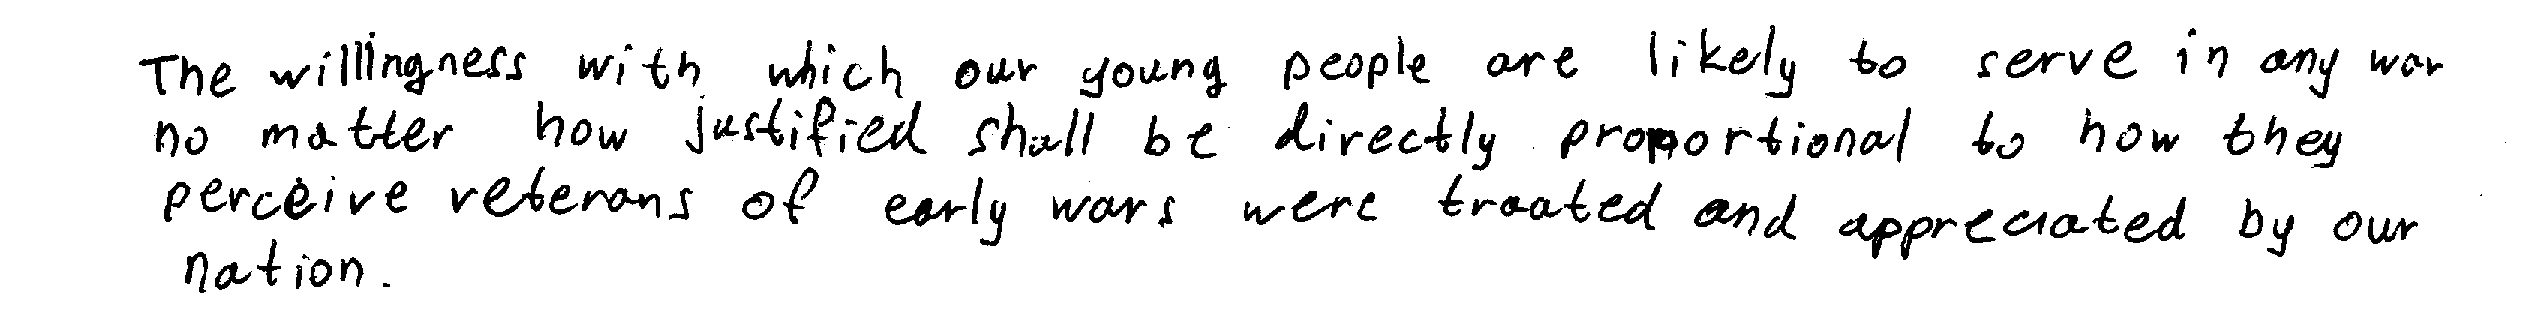 The willingness with which our young people are likely to serve in any war
no matter how justified shall be directly proportional to how they
perceive veterans of early wars were treated and appreciated by our
nation.